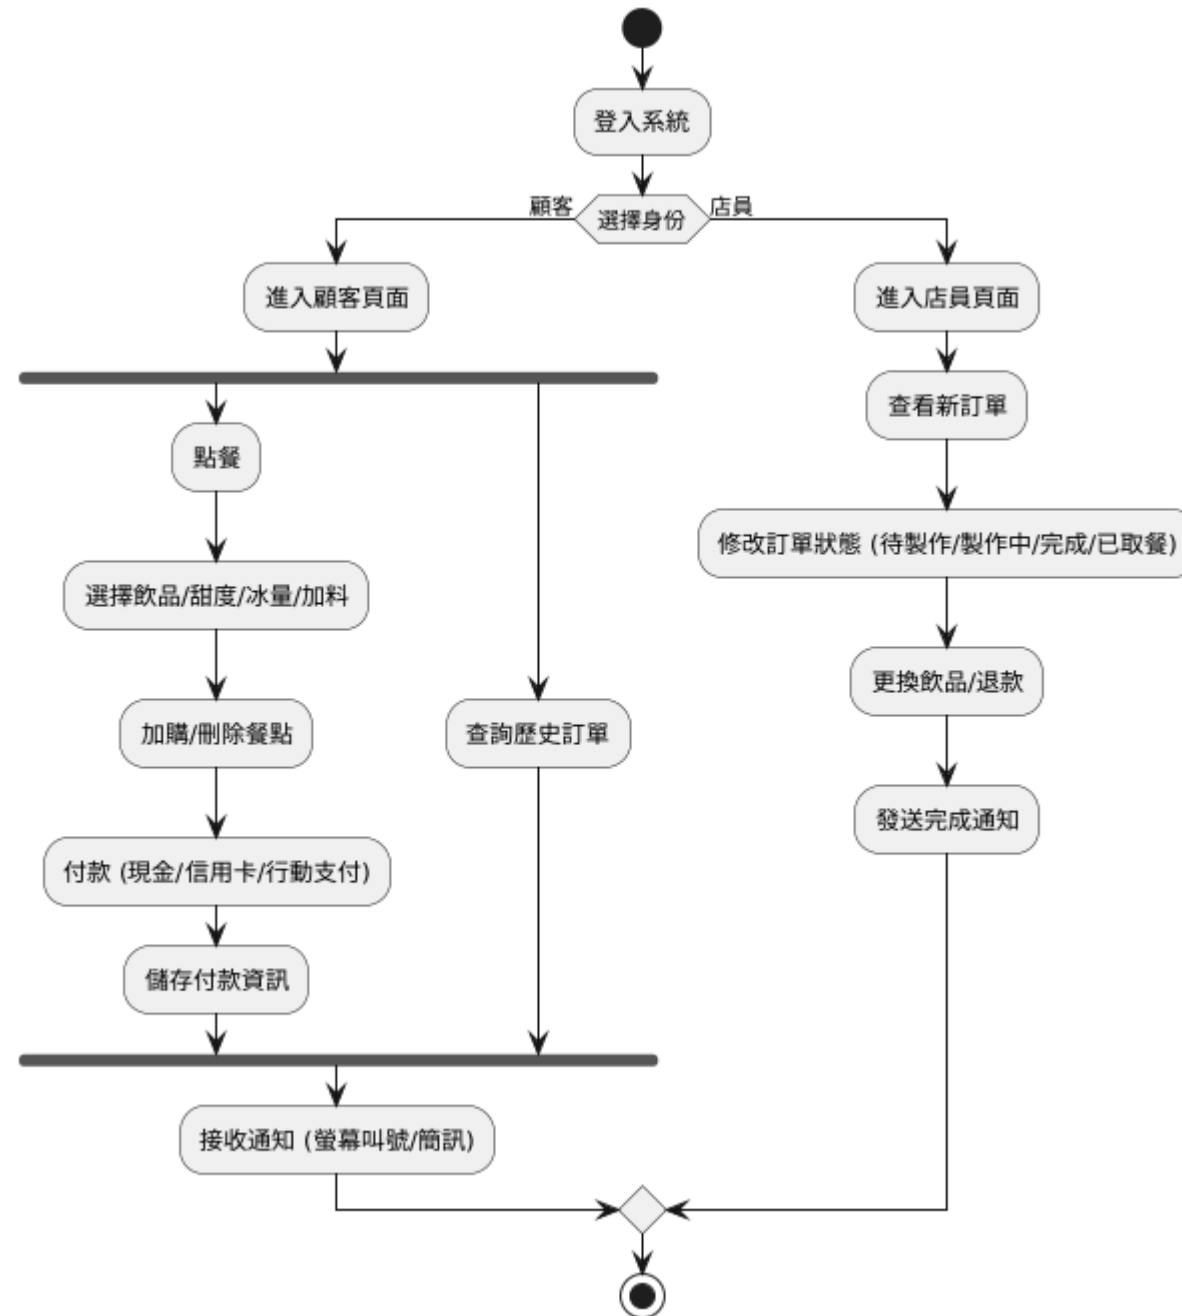 登入系統
顧客
選擇身份
店員
進入顧客頁面
進入店員頁面
點餐
查看新訂單
選擇飲品/甜度/冰量/加料
修改訂單狀態 (待製作/製作中/完成/已取餐)
加購/刪除餐點
查詢歷史訂單
更換飲品/退款
付款 (現金/信用卡/行動支付)
發送完成通知
儲存付款資訊
接收通知 (螢幕叫號/簡訊)